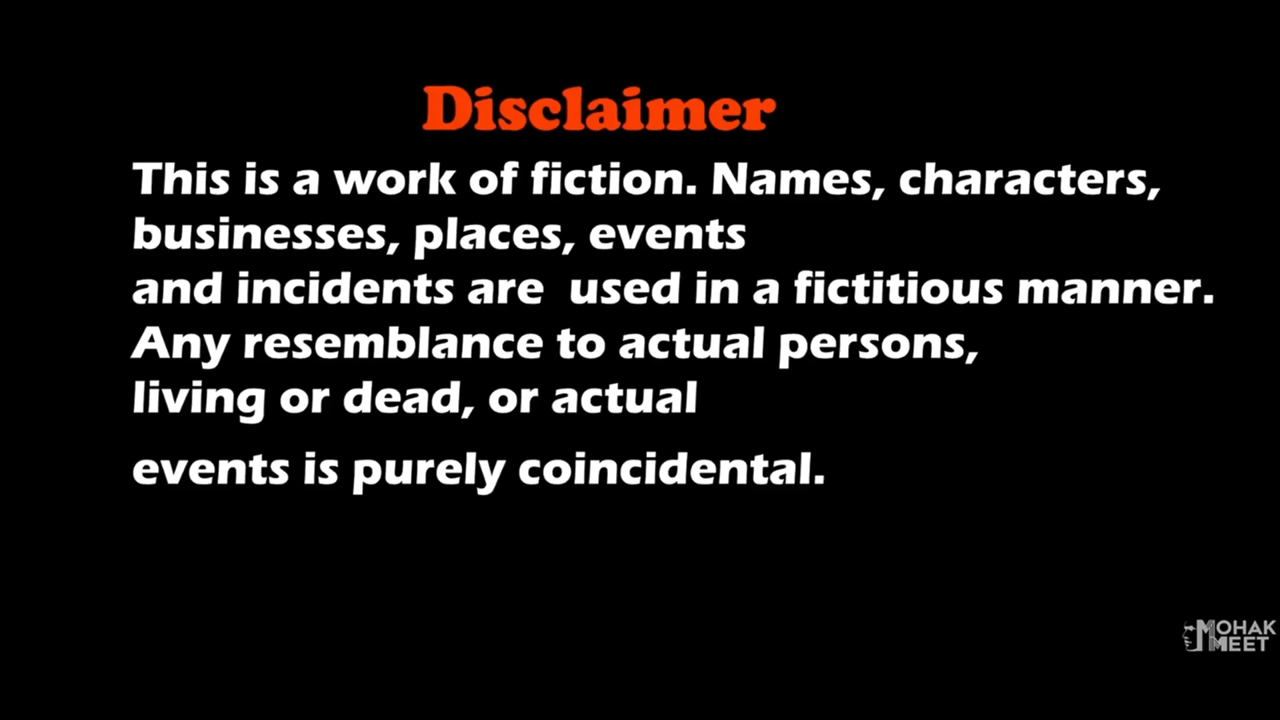 Disclaimer
This is a work of fiction. Names, characters,
businesses, places, events
and incidents are used in a fictitious manner.
Any resemblance to actual persons,
living or dead, or actual
events is purely coincidental.
MOHAK
MEET